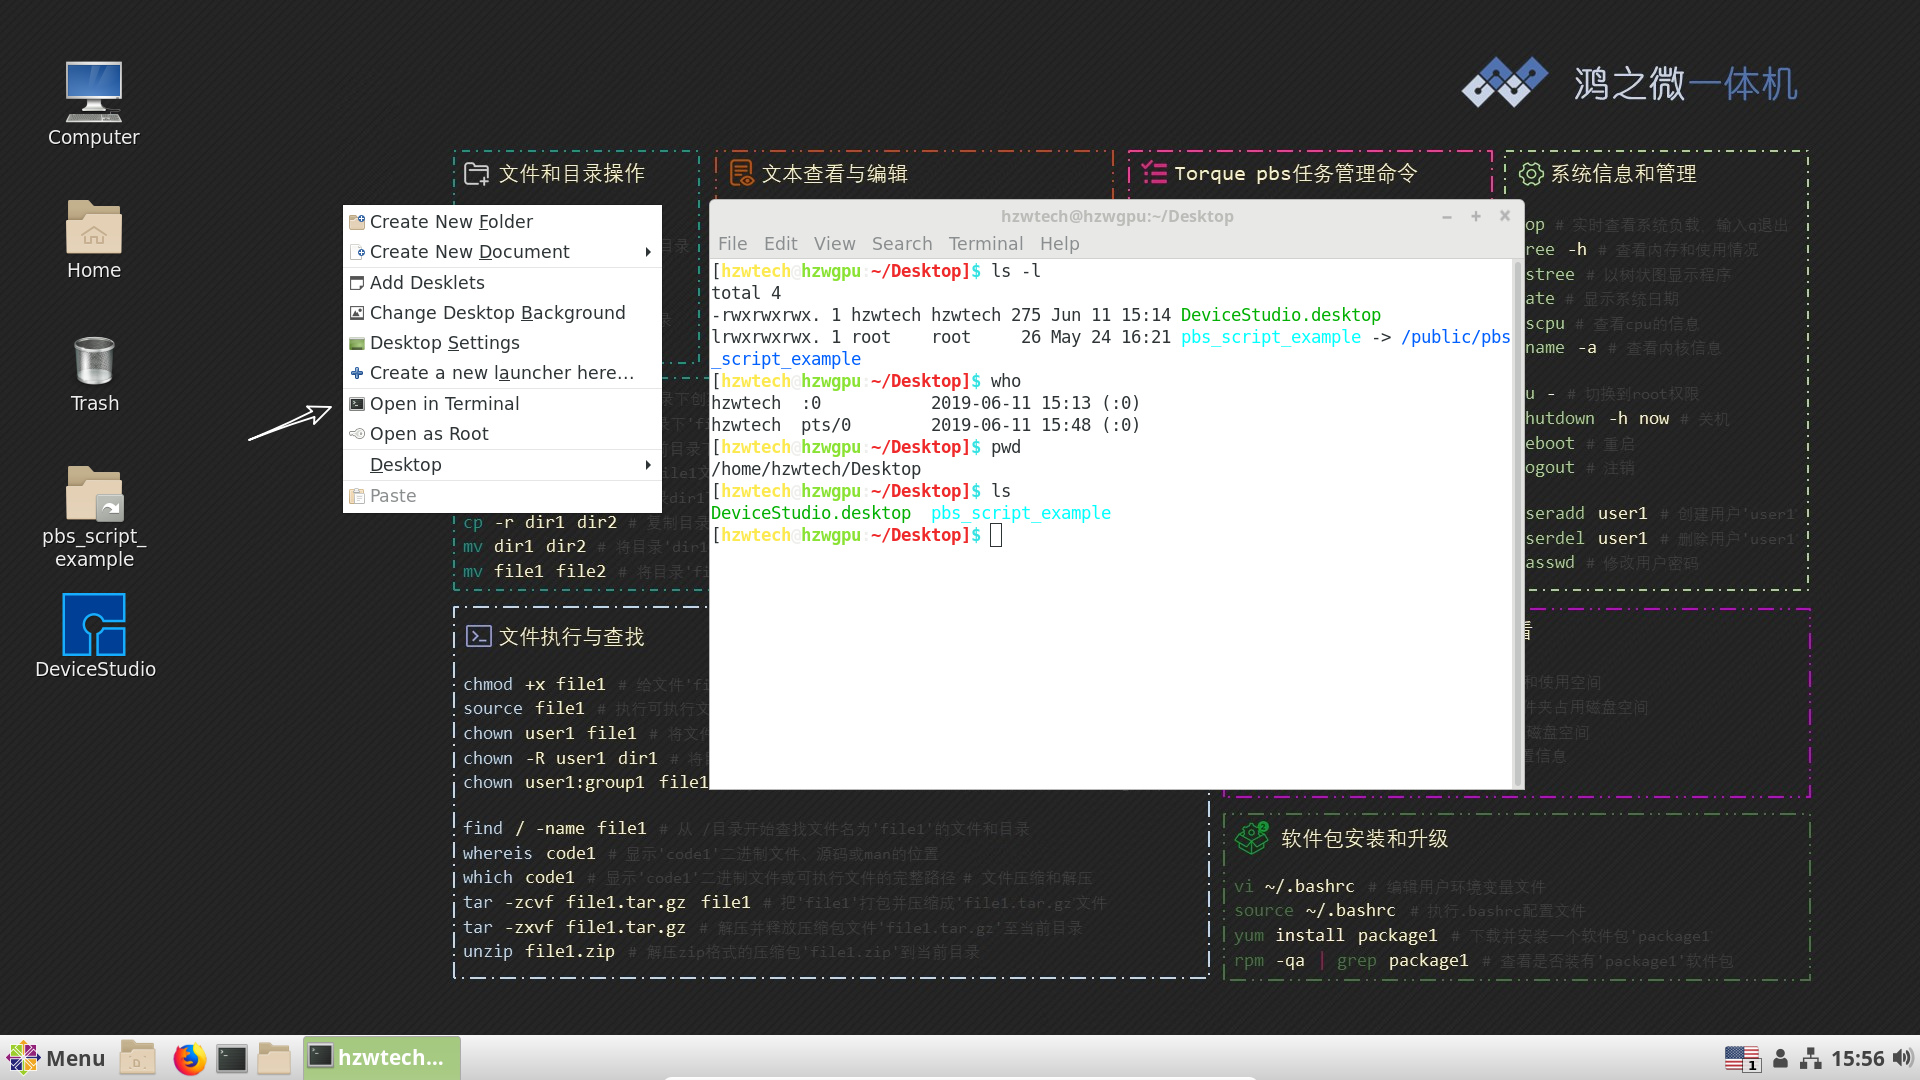 鸿之微一体机
Computer
Home
Trash
pbs_script_
example
DeviceStudio
文件和目录操作
文本查看与编辑
Torque pbs任务管理命令
系统信息和管理
Create New Folder
Create New Document
Add Desklets
Change Desktop Background
Desktop Settings
Create a new launcher here...
Open in Terminal
Open as Root
Desktop
Paste
hzwtech@hzwgpu:~/Desktop
File Edit View Search Terminal Help
[hzwtech@hzwgpu:~/Desktop]$ ls -l
total 4
-rwxrwxrwx. 1 hzwtech hzwtech 275 Jun 11 15:14 DeviceStudio.desktop
lrwxrwxrwx. 1 root    root     26 May 24 16:21 pbs_script_example -> /public/pbs
_script_example
[hzwtech@hzwgpu:~/Desktop]$ who
hzwtech  :0           2019-06-11 15:13 (:0)
hzwtech  pts/0        2019-06-11 15:48 (:0)
[hzwtech@hzwgpu:~/Desktop]$ pwd
/home/hzwtech/Desktop
[hzwtech@hzwgpu:~/Desktop]$ ls
DeviceStudio.desktop  pbs_script_example
[hzwtech@hzwgpu:~/Desktop]$
op # 实时查看系统负载，输入q退出
ree -h # 查看内存和使用情况
stree # 以树状图显示程序
ate # 显示系统日期
scpu # 查看cpu的信息
name -a # 查看内核信息
u - # 切换到root权限
hutdown -h now # 关机
eboot # 重启
ogout # 注销
seradd user1 # 创建用户'user1'
serdel user1 # 删除用户'user1'
asswd # 修改用户密码
cp -r dir1 dir2 # 复制目录
mv dir1 dir2 # 将目录'dir1
mv file1 file2 # 将目录'fi
文件执行与查找
chmod +x file1 # 给文件'fi
source file1 # 执行可执行文
chown user1 file1 # 将文件
chown -R user1 dir1 # 将目
chown user1:group1 file1
find / -name file1 # 从 /目录开始查找文件名为'file1'的文件和目录
whereis code1 # 显示'code1'二进制文件、源码或man的位置
which code1 # 显示'code1'二进制文件或可执行文件的完整路径 # 文件压缩和解压
tar -zcvf file1.tar.gz file1 # 把'file1'打包并压缩成'file1.tar.gz'文件
tar -zxvf file1.tar.gz # 解压并释放压缩包文件'file1.tar.gz'至当前目录
unzip file1.zip # 解压zip格式的压缩包'file1.zip'到当前目录
看
和使用空间
件夹占用磁盘空间
磁盘空间
置信息
软件包安装和升级
vi ~/.bashrc # 编辑用户环境变量文件
source ~/.bashrc # 执行.bashrc配置文件
yum install package1 # 下载并安装一个软件包'package1
rpm -qa | grep package1 # 查看是否装有'package1'软件包
Menu
hzwtech...
1
15:56